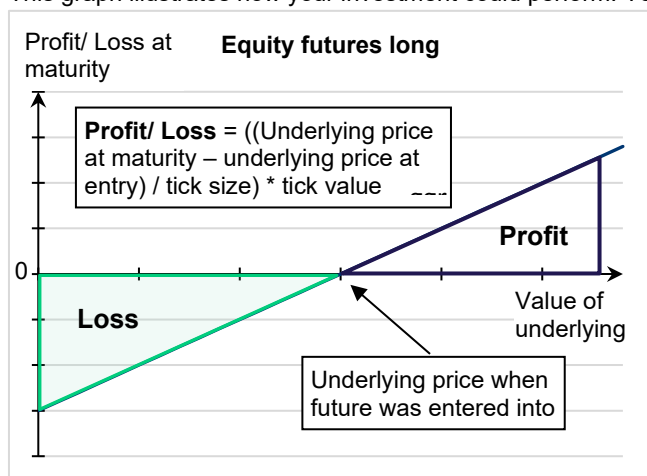 Profit/ Loss at
maturity
Equity futures long
Profit/ Loss = ((Underlying price
at maturity – underlying price at
entry) / tick size) * tick value
Profit
0
Value of
underlying
Loss
Underlying price when
future was entered into